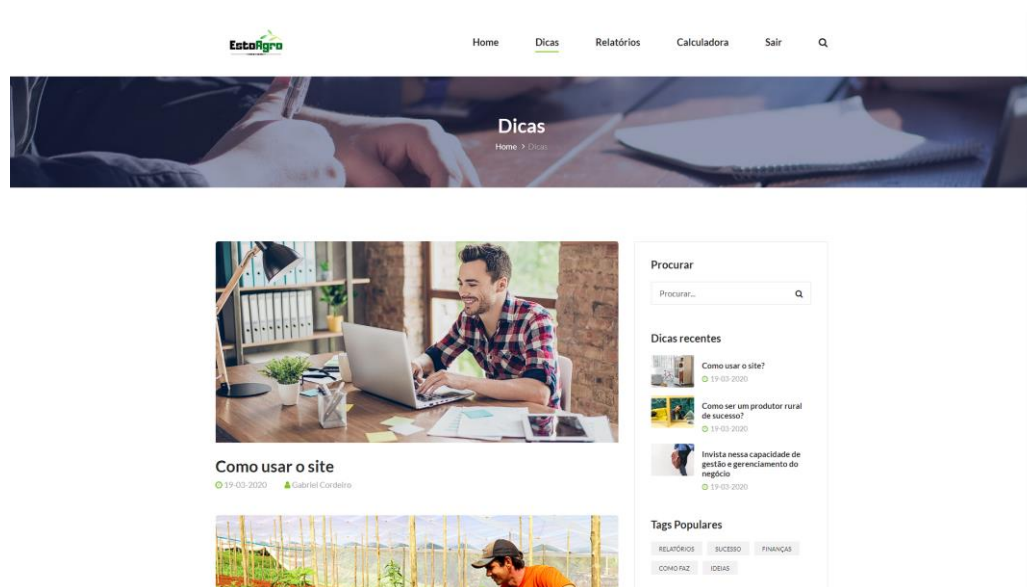 EstoAgro
Home Dicas Relatórios Calculadora Sair
Dicas
Home > Dicas
Como usar o site
19-03-2020 Gabriel Cordeiro
Procurar
Procurar...
Dicas recentes
Como usar o site?
19-03-2020
Como ser um produtor rural
de sucesso?
19-03-2020
Invista nessa capacidade de
gestão e gerenciamento do
negócio
19-03-2020
Tags Populares
RELATÓRIOS SUCESSO FINANÇAS
COMO FAZ IDEIAS